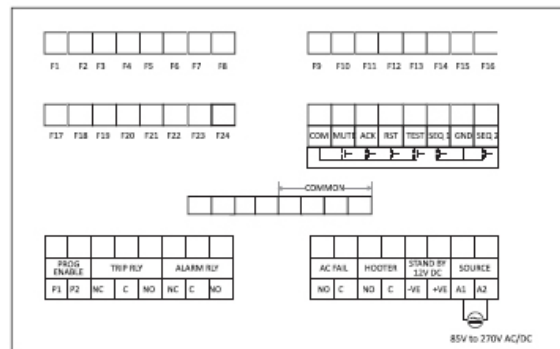 F1 F2 F3 F4 F5 F6 F7 F8
F9 F10 F11 F12 F13 F14 F15 F16
F17 F18 F19 F20 F21 F22 F23 F24
COM MUTE ACK RST TEST SEQ 1 GND SEQ 2
COMMON
PROG ENABLE TRIP RLY ALARM RLY
P1 P2 NC C NO NC C NO
AC FAIL HOOTER STAND BY 12V DC SOURCE
NO C NO C -VE +VE A1 A2
85V to 270V AC/DC